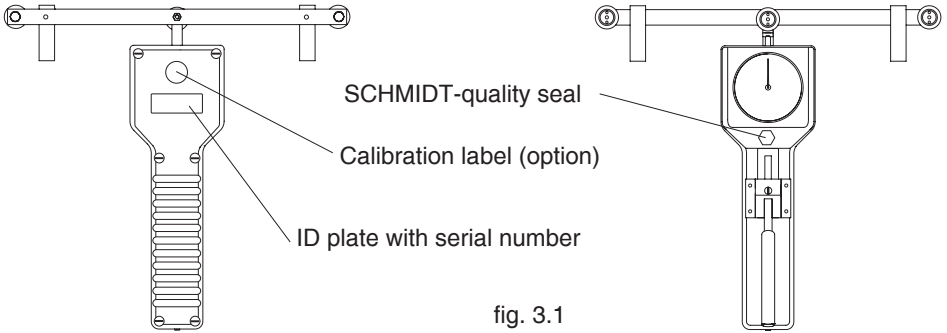 SCHMIDT-quality seal
Calibration label (option)
ID plate with serial number
fig. 3.1